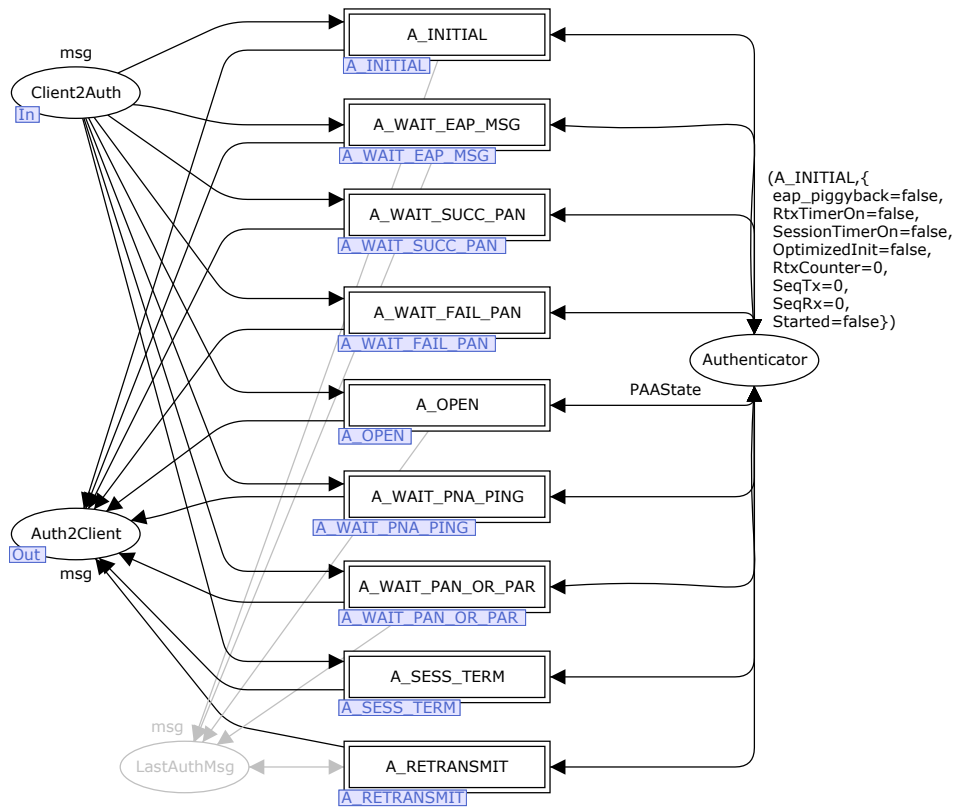 A_INITIAL
A_INITIAL
msg
Client2Auth
In
A_WAIT_EAP_MSG
A_WAIT_EAP_MSG
(A_INITIAL,{
eap_piggyback=false,
RtxTimerOn=false,
SessionTimerOn=false,
OptimizedInit=false,
RtxCounter=0,
SeqTx=0,
SeqRx=0,
Started=false})
A_WAIT_SUCC_PAN
A_WAIT_SUCC_PAN
A_WAIT_FAIL_PAN
A_WAIT_FAIL_PAN
Authenticator
PAAState
A_OPEN
A_OPEN
A_WAIT_PNA_PING
A_WAIT_PNA_PING
Auth2Client
Out
msg
A_WAIT_PAN_OR_PAR
A_WAIT_PAN_OR_PAR
A_SESS_TERM
A_SESS_TERM
msg
LastAuthMsg
A_RETRANSMIT
A_RETRANSMIT